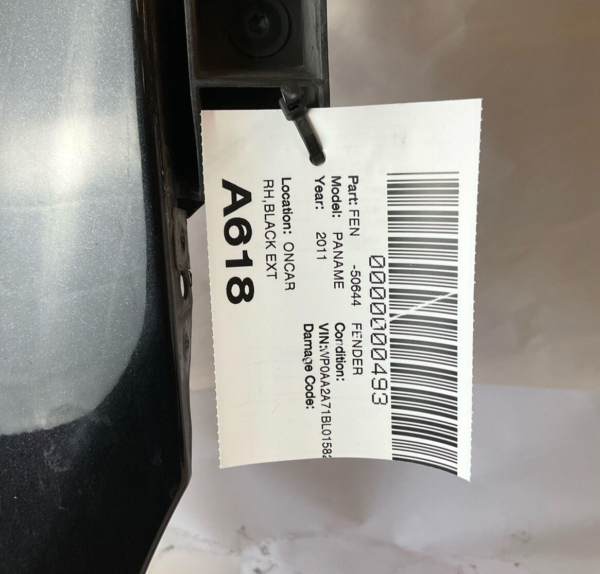 0000000493
Part: FEN -50644 FENDER
Model: PANAME Condition:
Year: 2011 VIN:WP0AA2A71BL01582
Damage Code:
Location: ONCAR
RH,BLACK EXT
A618